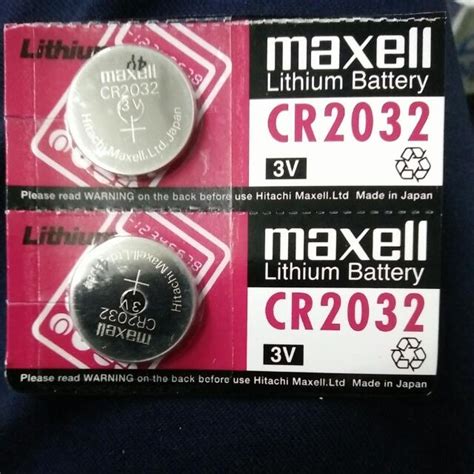 Lithium
maxell
CR2032
3V
+
Hitachi Maxell.Ltd.Japan
maxell
Lithium Battery
CR2032
3V
Please read WARNING on the back before use Hitachi Maxell.Ltd Made in Japan
Lithium
maxell
CR2032
3V
Hitachi Maxell.Ltd
maxell
Lithium Battery
CR2032
3V
Please read WARNING on the back before use Hitachi Maxell.Ltd Made in Japan